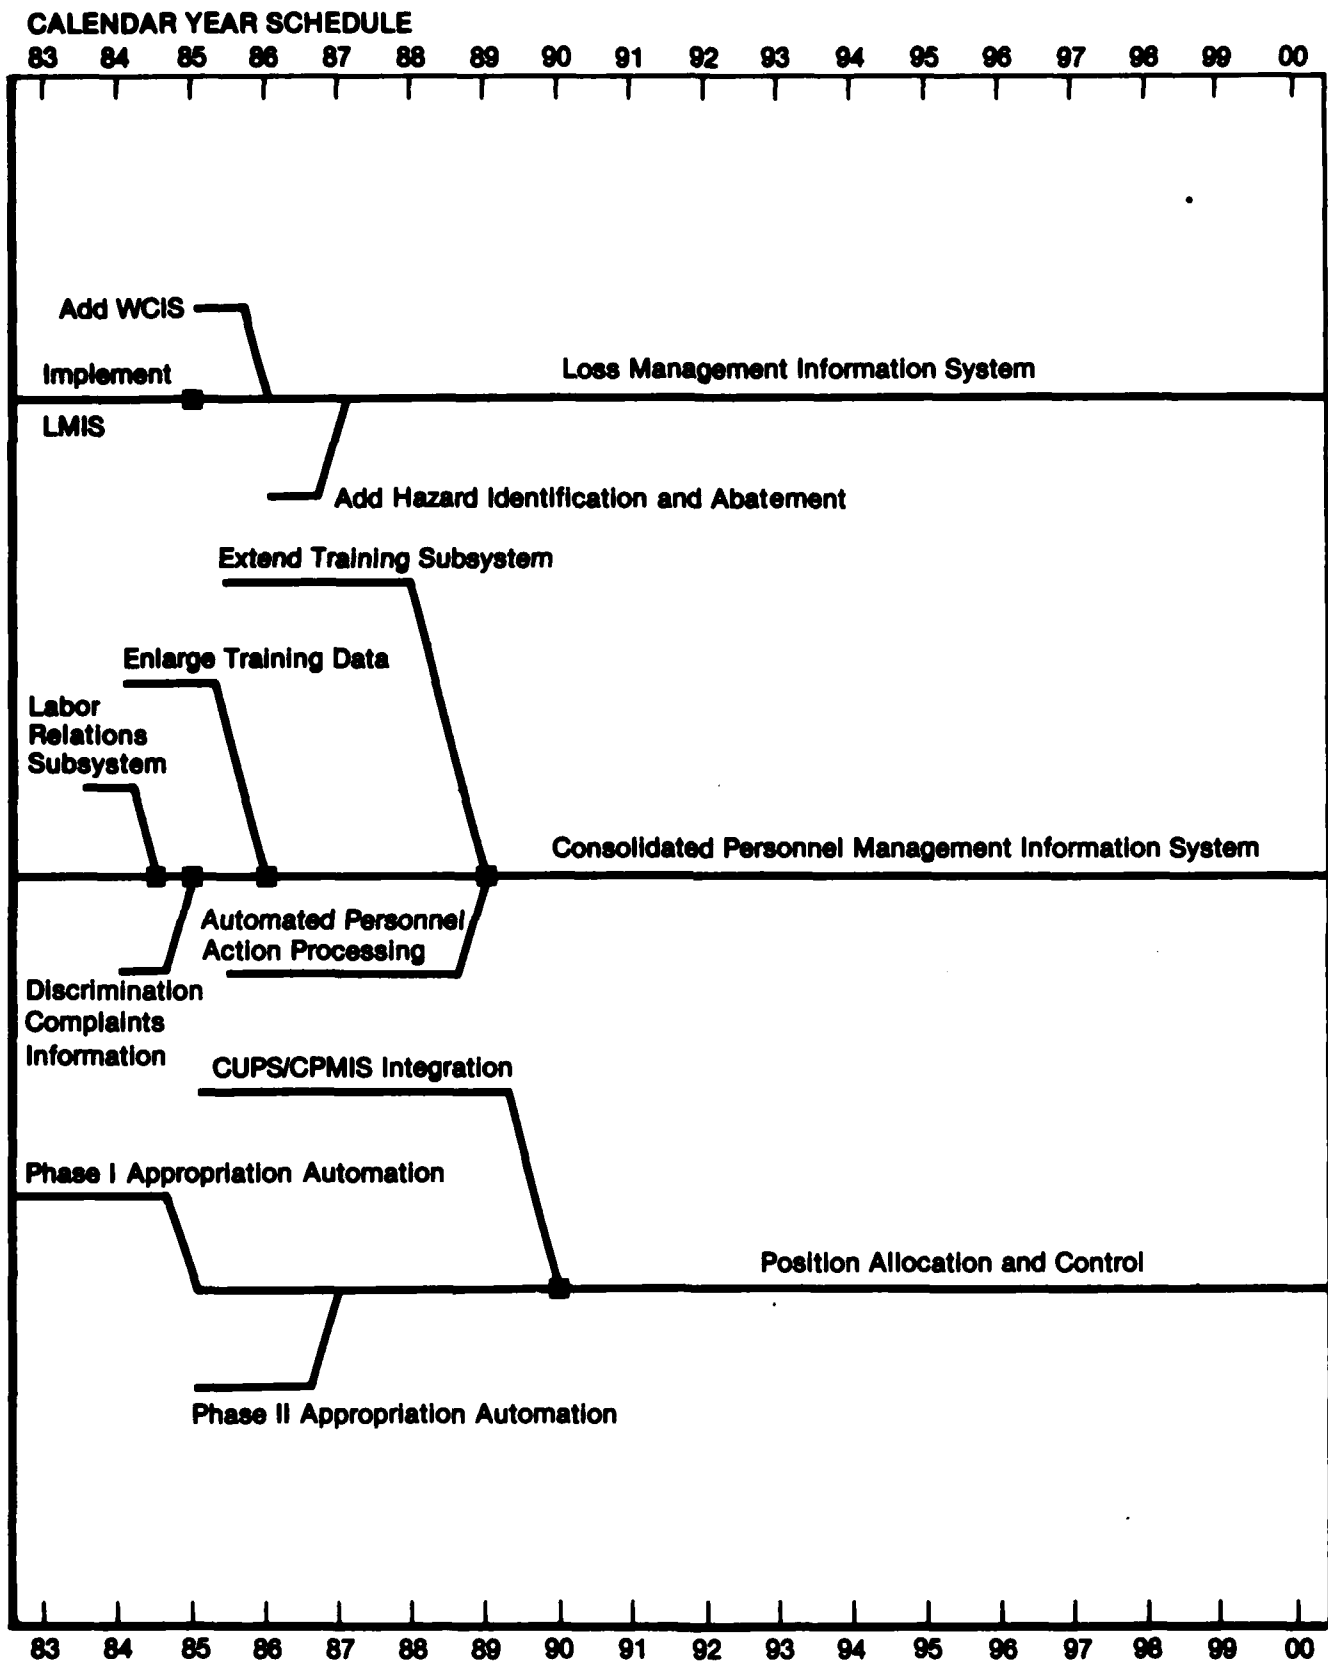 CALENDAR YEAR SCHEDULE
83 84 85 86 87 88 89 90 91 92 93 94 95 96 97 98 99 00
Add WCIS
Implement
Loss Management Information System
LMIS
Add Hazard Identification and Abatement
Extend Training Subsystem
Enlarge Training Data
Labor
Relations
Subsystem
Consolidated Personnel Management Information System
Automated Personnel
Action Processing
Discrimination
Complaints
Information
CUPS/CPMIS Integration
Phase I Appropriation Automation
Position Allocation and Control
Phase II Appropriation Automation
83 84 85 86 87 88 89 90 91 92 93 94 95 96 97 98 99 00